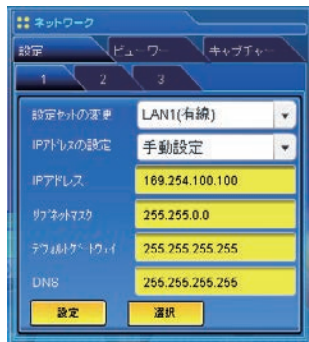 ネットワーク
設定 ビューワー キャプチャー
1 2 3
設定セットの変更 LAN1(有線)
IPアドレスの設定 手動設定
IPアドレス 169.254.100.100
サブネットマスク 255.255.0.0
デフォルトゲートウェイ 255.255.255.255
DNS 255.255.255.255
設定 選択